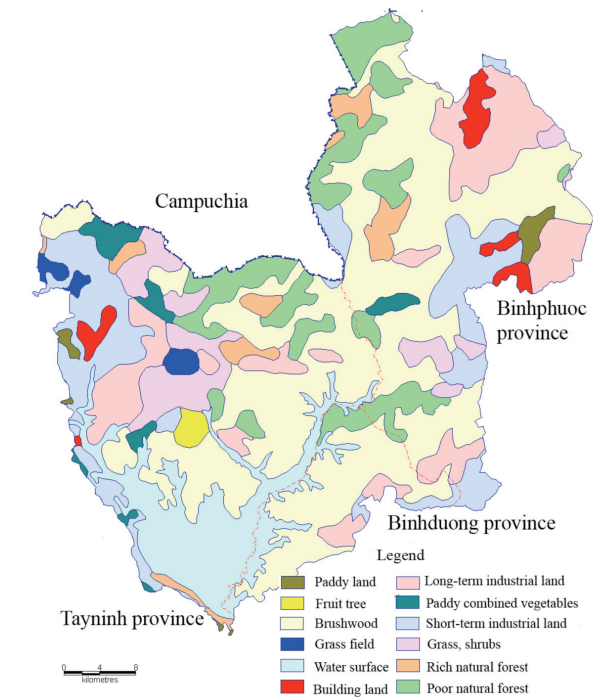 Campuchia
Binhphuoc
province
Binhduong province
Tayninh province
Legend
Paddy land
Fruit tree
Brushwood
Grass field
Water surface
Building land
Long-term industrial land
Paddy combined vegetables
Short-term industrial land
Grass, shrubs
Rich natural forest
Poor natural forest
0 4 8
kilometres